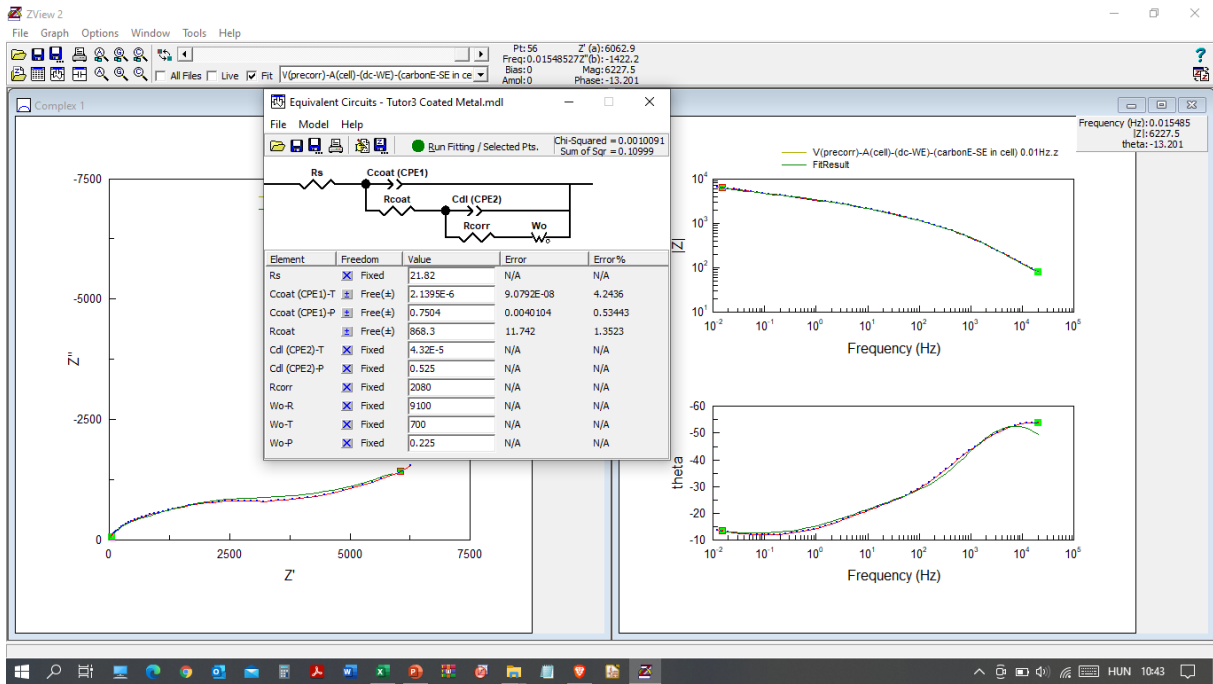 ZView 2
File Graph Options Window Tools Help
All Files Live Fit V(precorr)-A(cell)-(dc-WE)-(carbonE-SE in ce
Pt:56 Z' (a):6062.9
Freq:0.01548527Z"(b):-1422.2
Bias:0 Mag:6227.5
Ampl:0 Phase:-13.201
Complex 1
Equivalent Circuits - Tutor3 Coated Metal.mdl
File Model Help
Run Fitting / Selected Pts.
Chi-Squared = 0.0010091
Sum of Sqr = 0.10999
Rs Ccoat (CPE1)
Rcoat Cdl (CPE2)
Rcorr Wo
Element Freedom Value Error Error%
Rs Fixed 21.82 N/A N/A
Ccoat (CPE1)-T Free(±) 2.1395E-6 9.0792E-08 4.2436
Ccoat (CPE1)-P Free(±) 0.7504 0.0040104 0.53443
Rcoat Free(±) 868.3 11.742 1.3523
Cdl (CPE2)-T Fixed 4.32E-5 N/A N/A
Cdl (CPE2)-P Fixed 0.525 N/A N/A
Rcorr Fixed 2080 N/A N/A
Wo-R Fixed 9100 N/A N/A
Wo-T Fixed 700 N/A N/A
Wo-P Fixed 0.225 N/A N/A
-7500
-5000
-2500
0
0 2500 5000 7500
Z''
Z'
Frequency (Hz):0.015485
|Z|:6227.5
theta:-13.201
V(precorr)-A(cell)-(dc-WE)-(carbonE-SE in cell) 0.01Hz.z
FitResult
10⁴
10³
10²
10¹
|Z|
10⁻² 10⁻¹ 10⁰ 10¹ 10² 10³ 10⁴ 10⁵
Frequency (Hz)
-60
-50
-40
-30
-20
-10
theta
10⁻² 10⁻¹ 10⁰ 10¹ 10² 10³ 10⁴ 10⁵
Frequency (Hz)
HUN 10:43